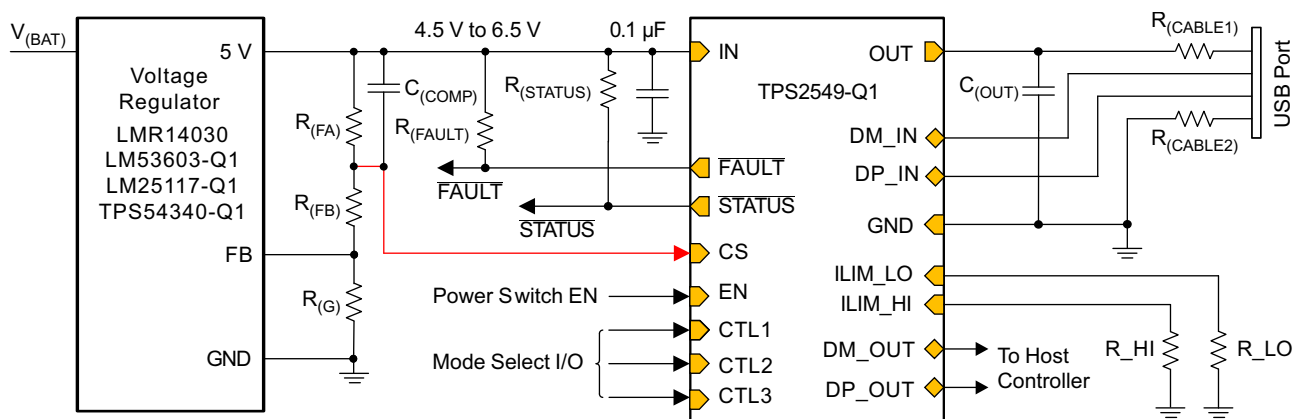 V(BAT)
5 V
Voltage
Regulator
LMR14030
LM53603-Q1
LM25117-Q1
TPS54340-Q1
FB
GND
4.5 V to 6.5 V
0.1 µF
R(FA)
C(COMP)
R(FAULT)
R(STATUS)
R(FB)
R(G)
FAULT
STATUS
Power Switch EN
Mode Select I/O
TPS2549-Q1
IN
FAULT
STATUS
CS
EN
CTL1
CTL2
CTL3
OUT
DM_IN
DP_IN
GND
ILIM_LO
ILIM_HI
DM_OUT
DP_OUT
C(OUT)
R(CABLE1)
R(CABLE2)
USB Port
To Host
Controller
R_HI
R_LO